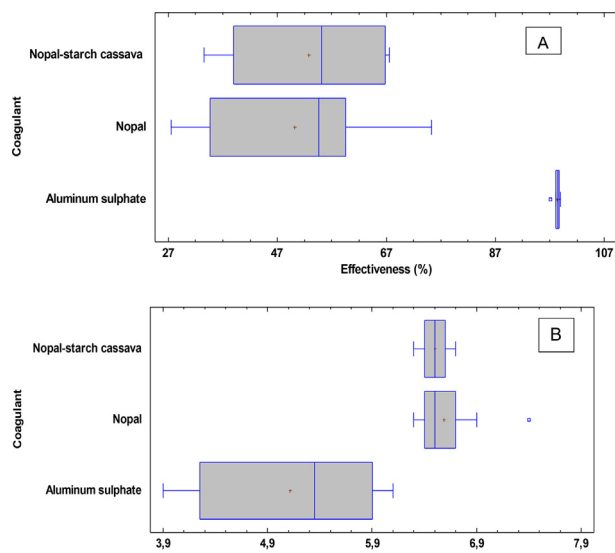 A
Nopal-starch cassava
Nopal
Aluminum sulphate
Coagulant
27 47 67 87 107
Effectiveness (%)
B
Nopal-starch cassava
Nopal
Aluminum sulphate
Coagulant
3,9 4,9 5,9 6,9 7,9